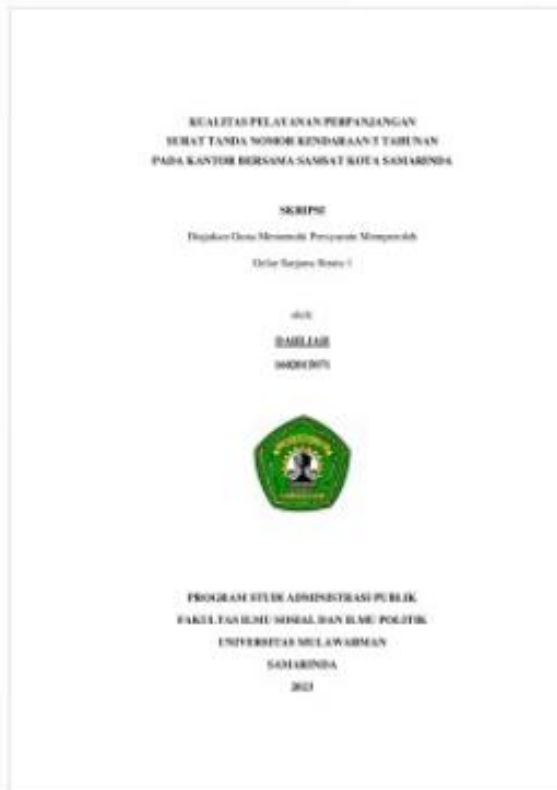 KUALITAS PELAYANAN PERPANJANGAN
SURAT TANDA NOMOR KENDARAAN 5 TAHUNAN
PADA KANTOR BERSAMA SAMSAT KOTA SAMARINDA
SKRIPSI
Diajukan Guna Memenuhi Persyaratan Memperoleh
Gelar Sarjana Strata 1
oleh:
DAHLIAH
PROGRAM STUDI ADMINISTRASI PUBLIK
FAKULTAS ILMU SOSIAL DAN ILMU POLITIK
UNIVERSITAS MULAWARMAN
SAMARINDA
2023